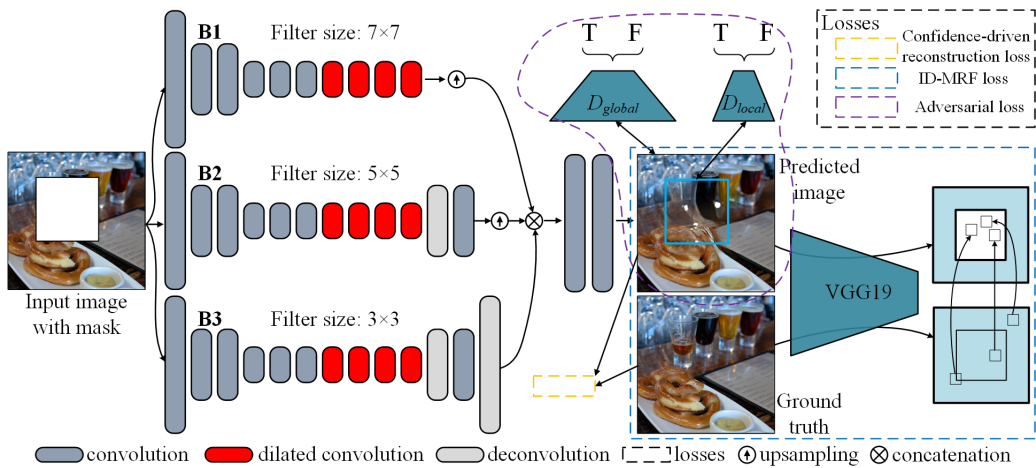 B1
Filter size: 7×7
T F
T F
D_global
D_local
Losses
Confidence-driven
reconstruction loss
ID-MRF loss
Adversarial loss
B2
Filter size: 5×5
Input image
with mask
Predicted
image
VGG19
B3
Filter size: 3×3
Ground
truth
convolution
dilated convolution
deconvolution
losses
upsampling
concatenation